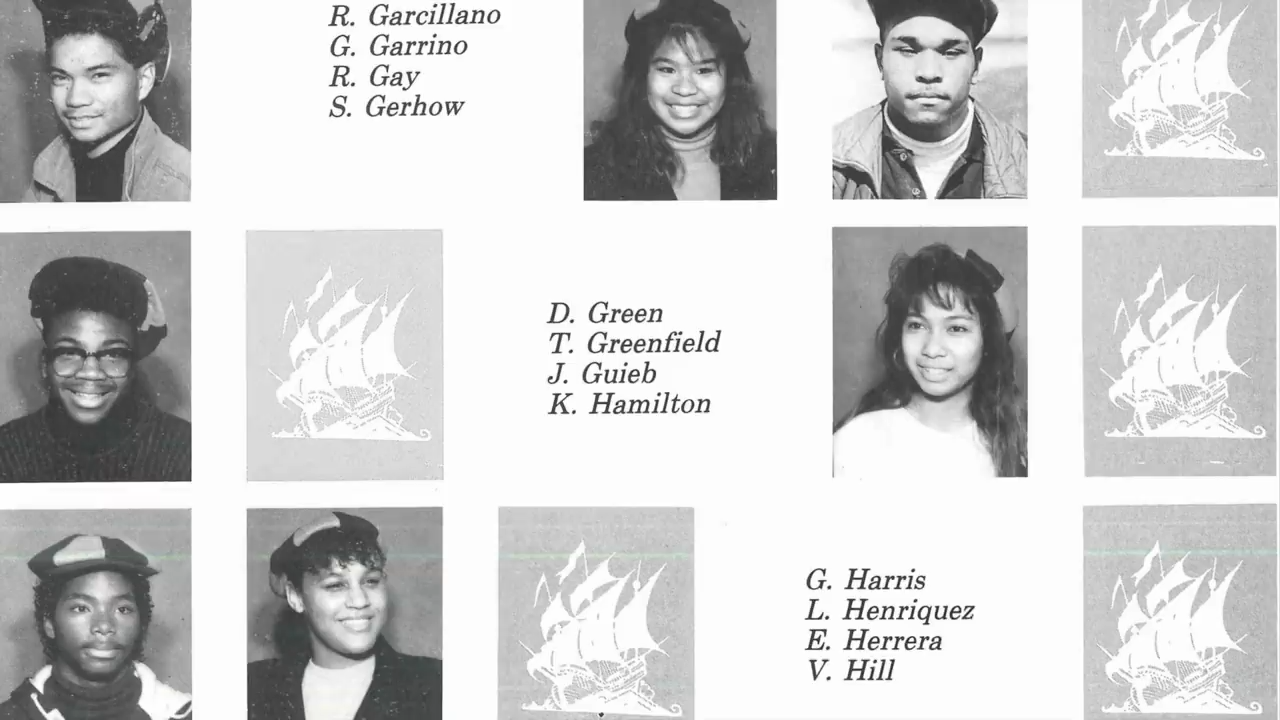 R. Garcillano
G. Garrino
R. Gay
S. Gerhow
D. Green
T. Greenfield
J. Guieb
K. Hamilton
G. Harris
L. Henriquez
E. Herrera
V. Hill